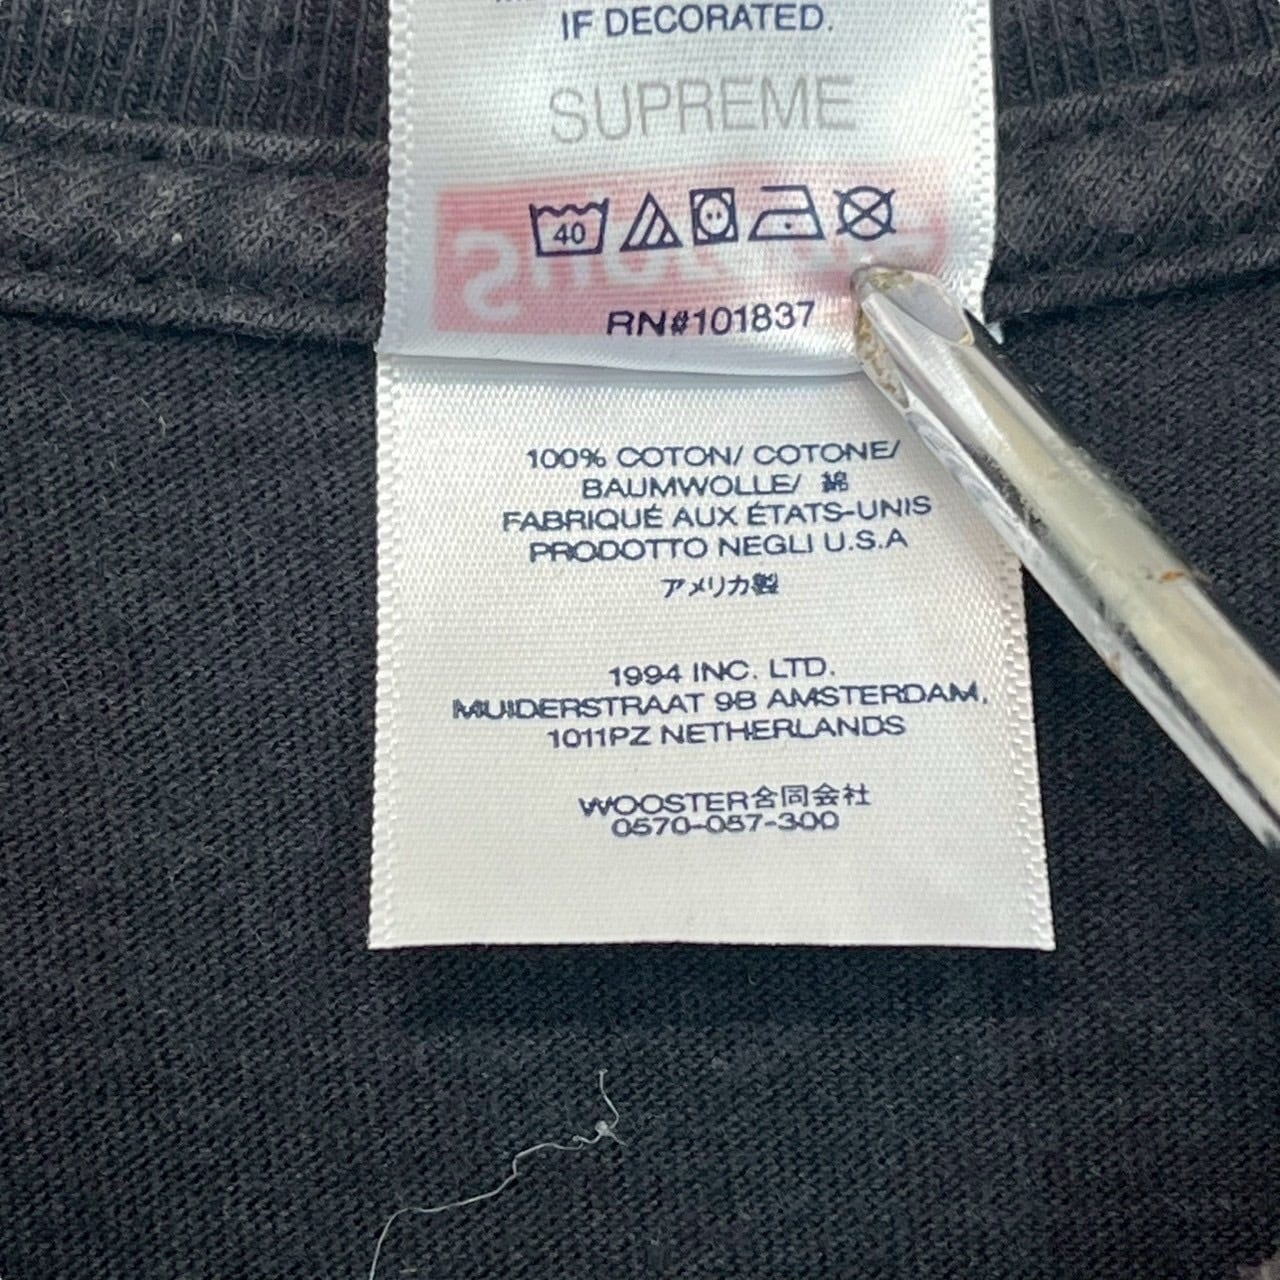 IF DECORATED.
SUPREME
40
RN#101837
100% COTON/ COTONE/
BAUMWOLLE/ 綿
FABRIQUÉ AUX ÉTATS-UNIS
PRODOTTO NEGLI U.S.A
アメリカ製
1994 INC. LTD.
MUIDERSTRAAT 9B AMSTERDAM,
1011PZ NETHERLANDS
WOOSTER合同会社
0570-057-300